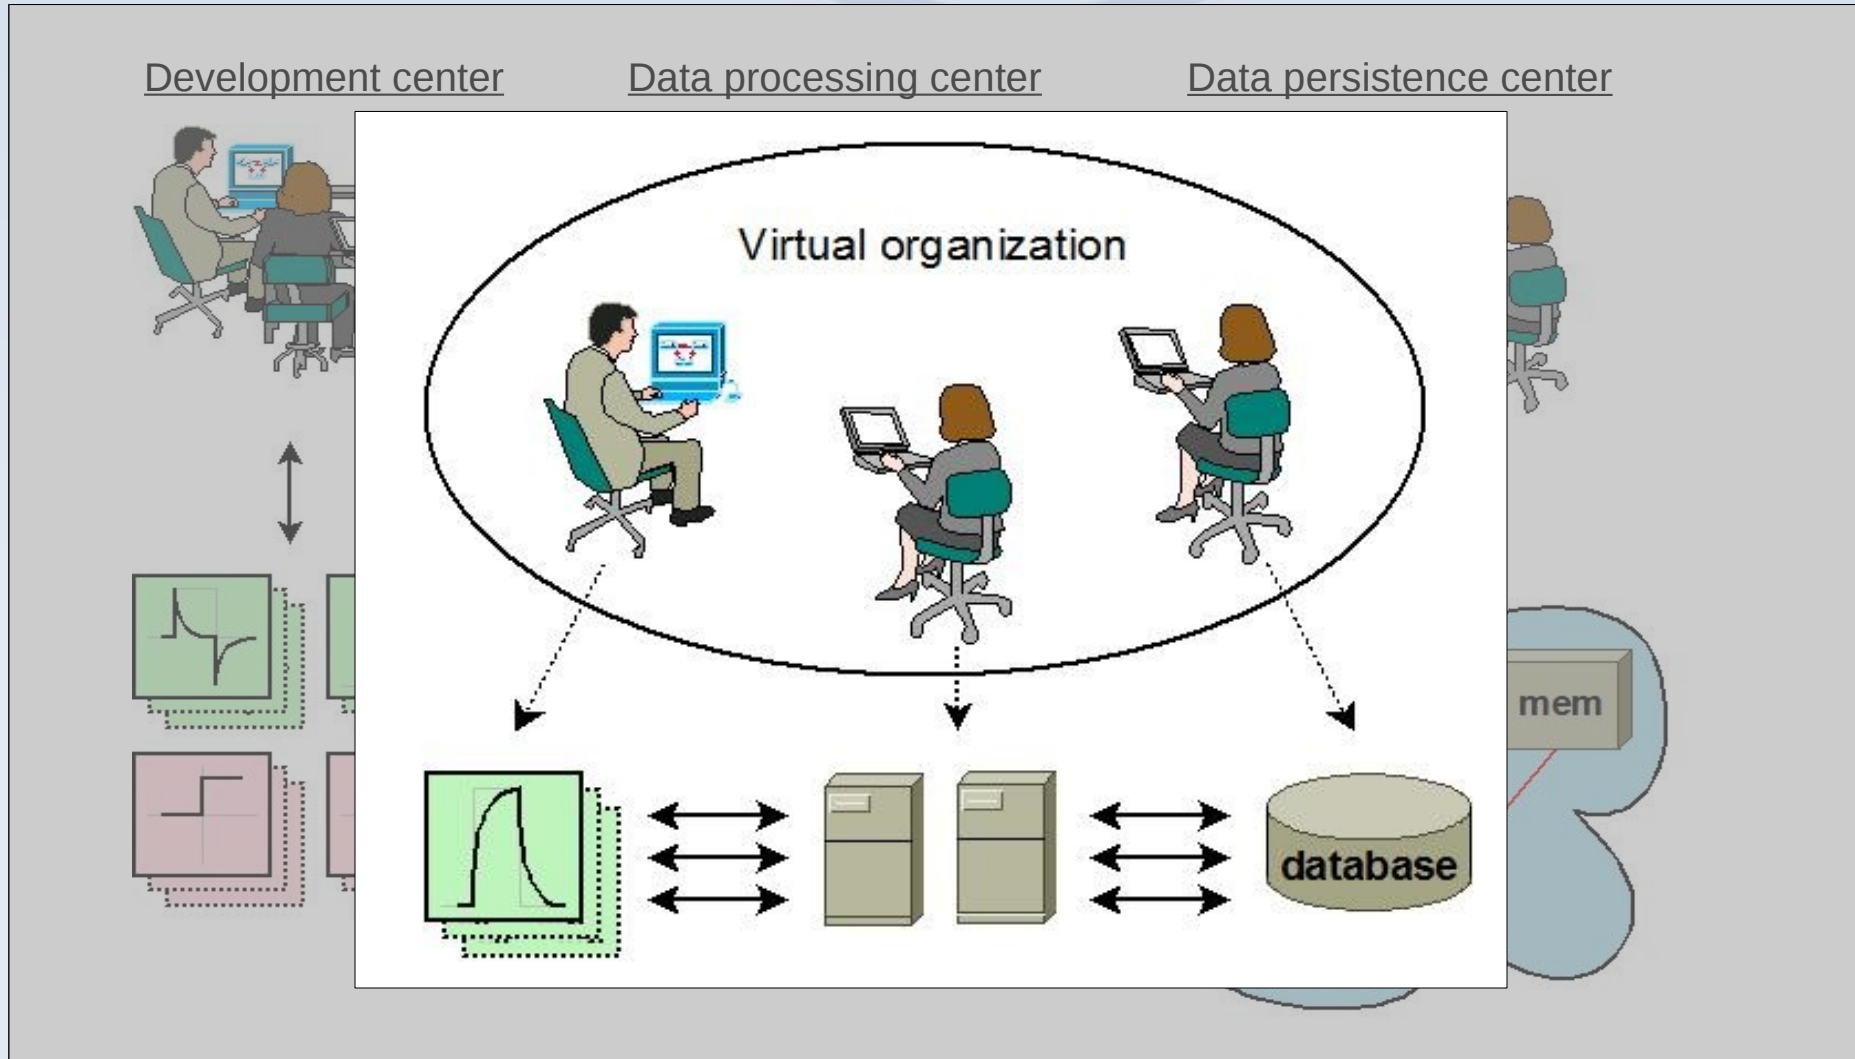 Development center Data processing center Data persistence center
Virtual organization
mem
database